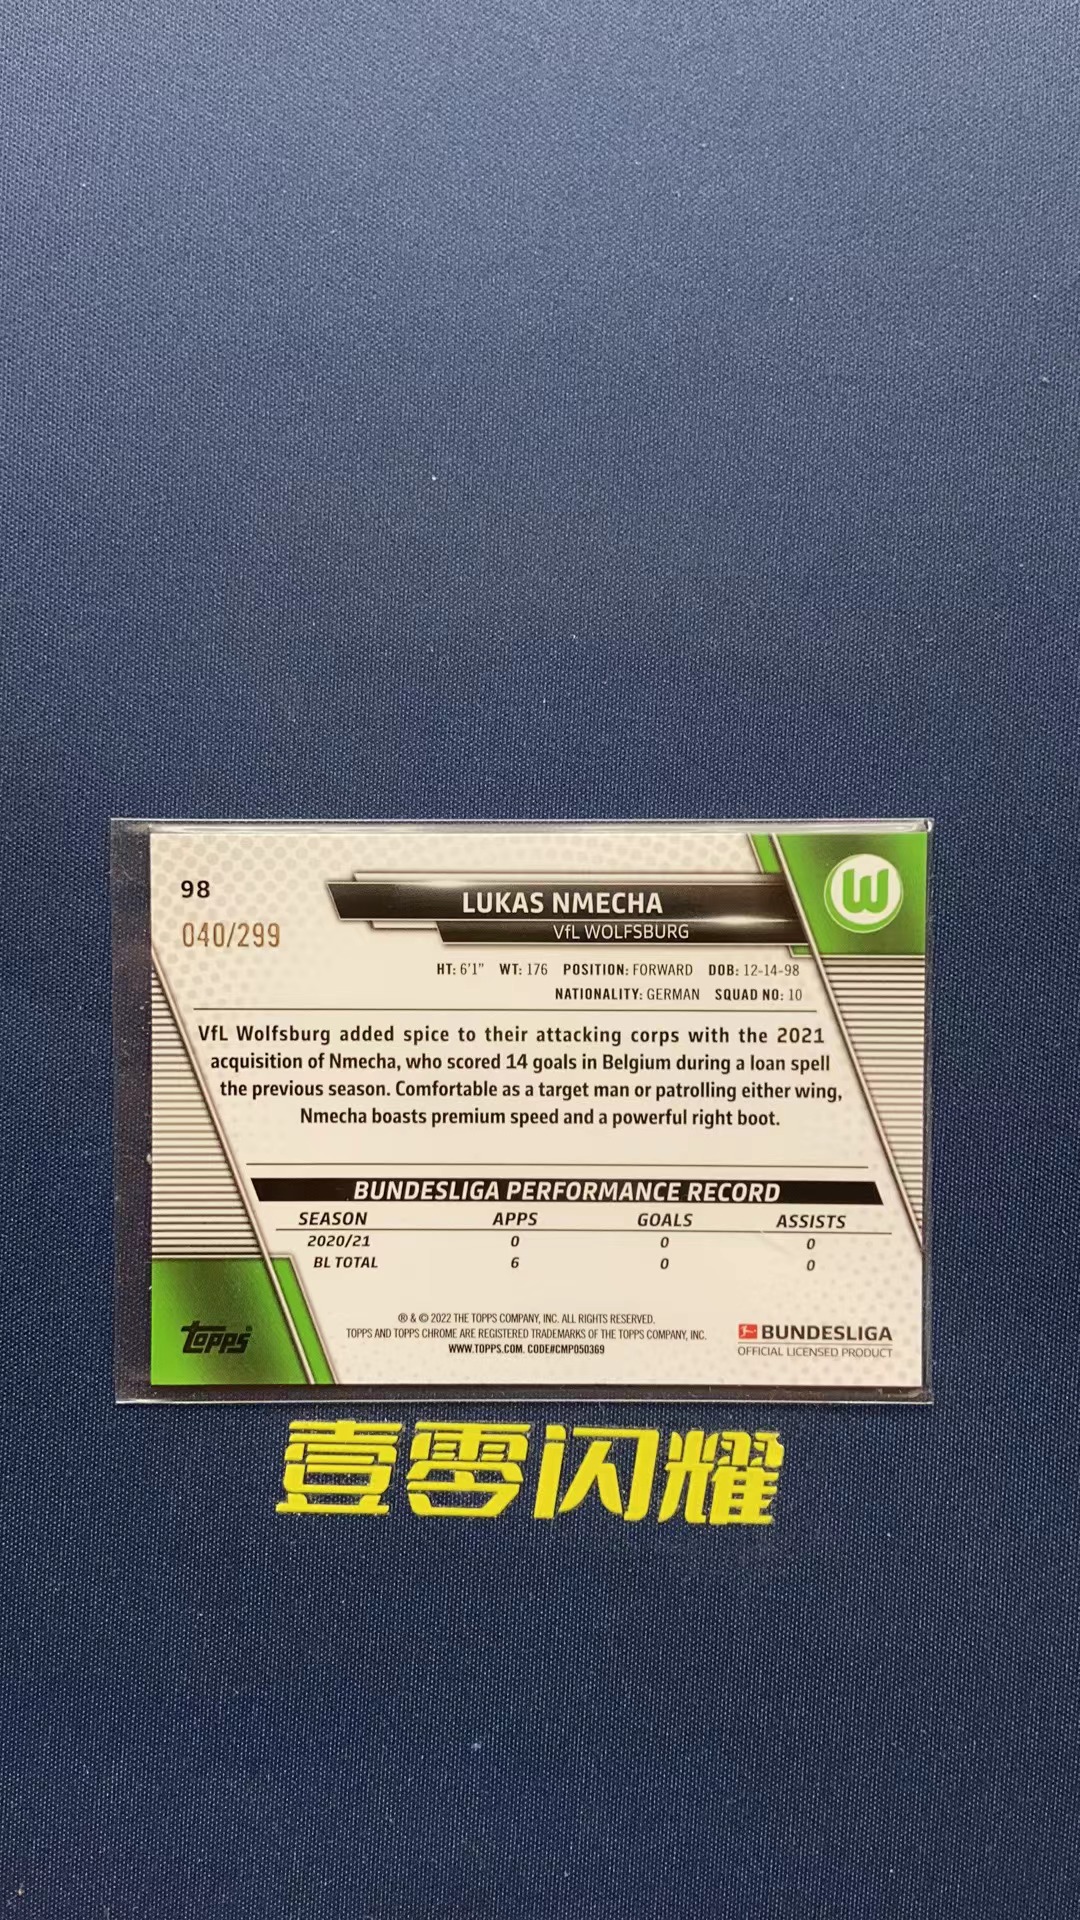 98
040/299
LUKAS NMECHA
VfL WOLFSBURG
W
HT: 6'1" WT: 176 POSITION: FORWARD DOB: 12-14-98
NATIONALITY: GERMAN SQUAD NO: 10
VfL Wolfsburg added spice to their attacking corps with the 2021
acquisition of Nmecha, who scored 14 goals in Belgium during a loan spell
the previous season. Comfortable as a target man or patrolling either wing,
Nmecha boasts premium speed and a powerful right boot.
BUNDESLIGA PERFORMANCE RECORD
SEASON APPS GOALS ASSISTS
2020/21 0 0 0
BL TOTAL 6 0 0
® & © 2022 THE TOPPS COMPANY, INC. ALL RIGHTS RESERVED.
TOPPS AND TOPPS CHROME ARE REGISTERED TRADEMARKS OF THE TOPPS COMPANY, INC.
WWW.TOPPS.COM. CODE#CMP050369
topps®
BUNDESLIGA
OFFICIAL LICENSED PRODUCT
壹零闪耀